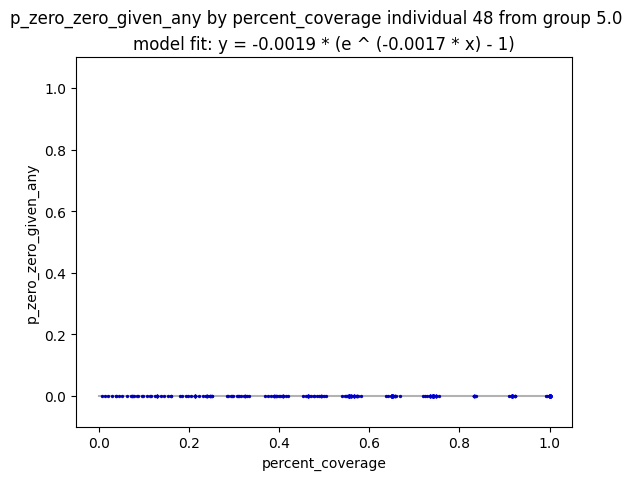 p_zero_zero_given_any by percent_coverage individual 48 from group 5.0
model fit: y = -0.0019 * (e ^ (-0.0017 * x) - 1)
p_zero_zero_given_any
1.0
0.8
0.6
0.4
0.2
0.0
0.0 0.2 0.4 0.6 0.8 1.0
percent_coverage